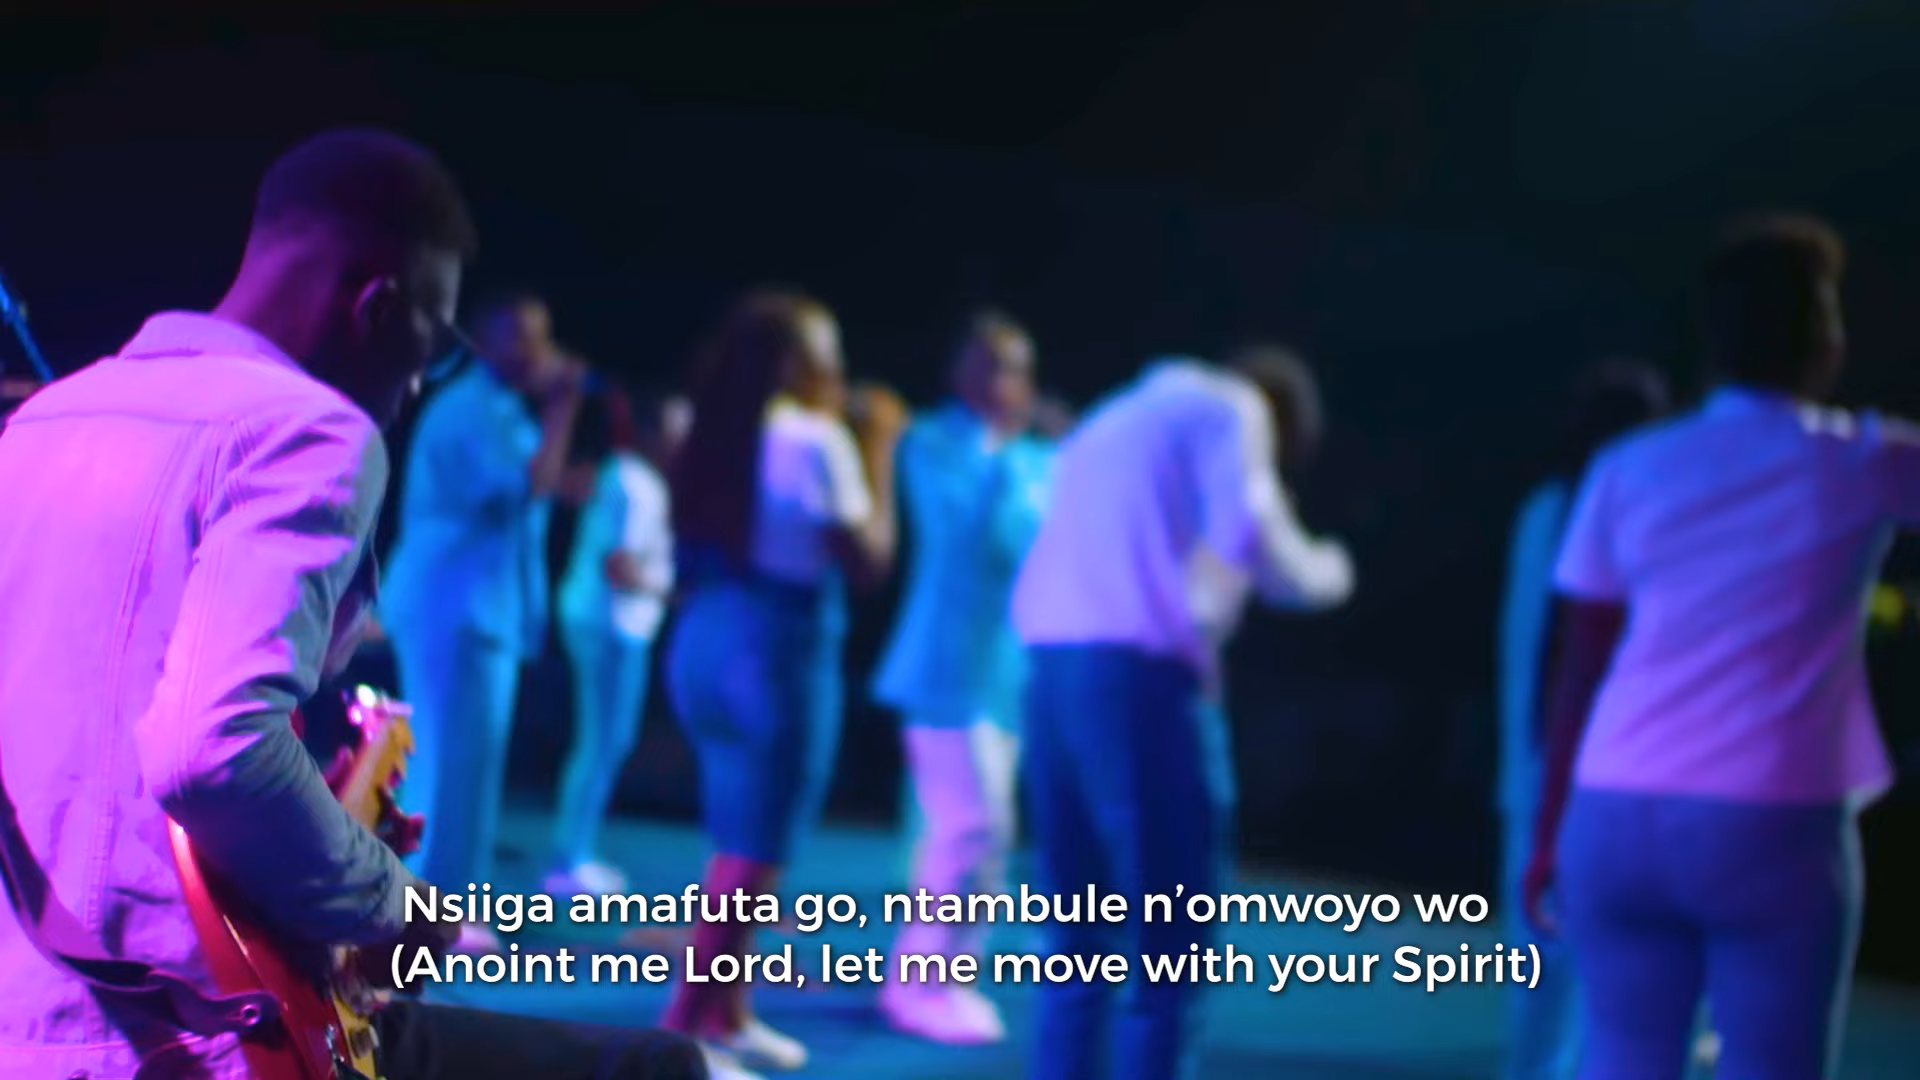 Nsiiga amafuta go, ntambule n’omwoyo wo
(Anoint me Lord, let me move with your Spirit)